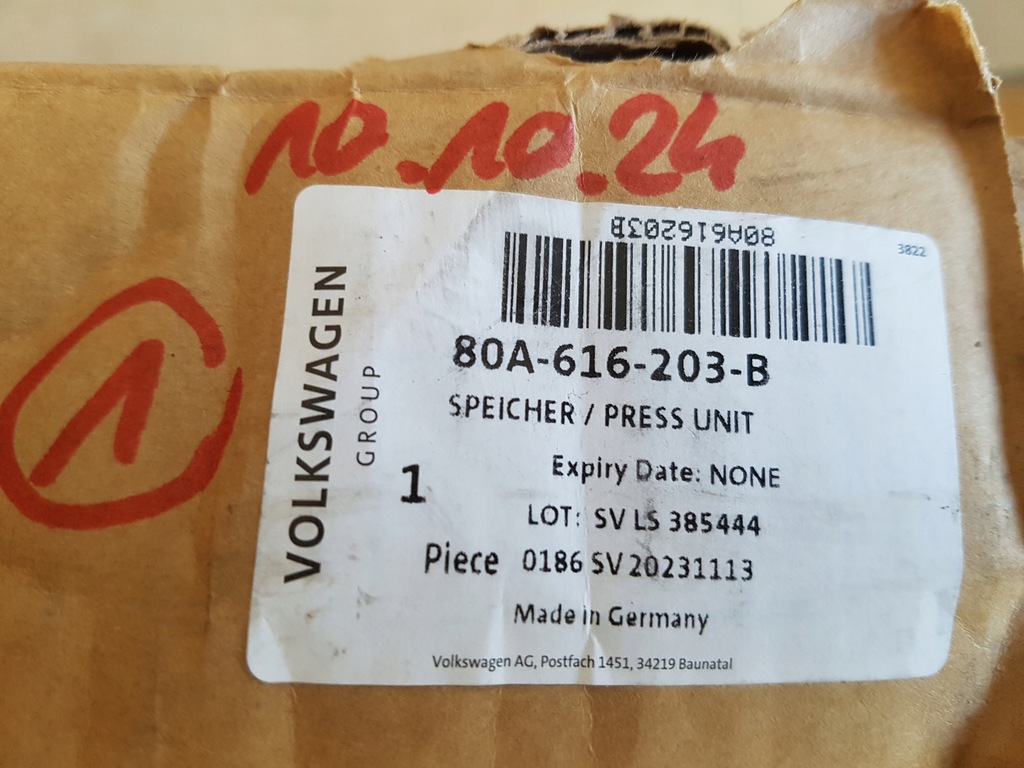 10.10.24
80A616203B
3822
80A-616-203-B
SPEICHER / PRESS UNIT
VOLKSWAGEN
GROUP
1
Expiry Date: NONE
1
LOT: SV LS 385444
Piece 0186 SV 20231113
Made in Germany
Volkswagen AG, Postfach 1451, 34219 Baunatal